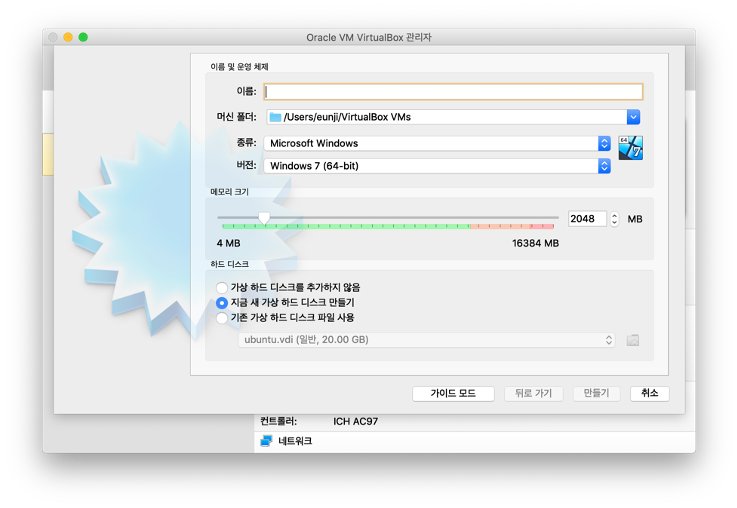 Oracle VM VirtualBox 관리자
이름 및 운영 체제
이름:
머신 폴더: /Users/eunji/VirtualBox VMs
종류: Microsoft Windows
64
7
버전: Windows 7 (64-bit)
메모리 크기
2048 MB
4 MB 16384 MB
하드 디스크
가상 하드 디스크를 추가하지 않음
지금 새 가상 하드 디스크 만들기
기존 가상 하드 디스크 파일 사용
ubuntu.vdi (일반, 20.00 GB)
가이드 모드 뒤로 가기 만들기 취소
컨트롤러: ICH AC97
네트워크